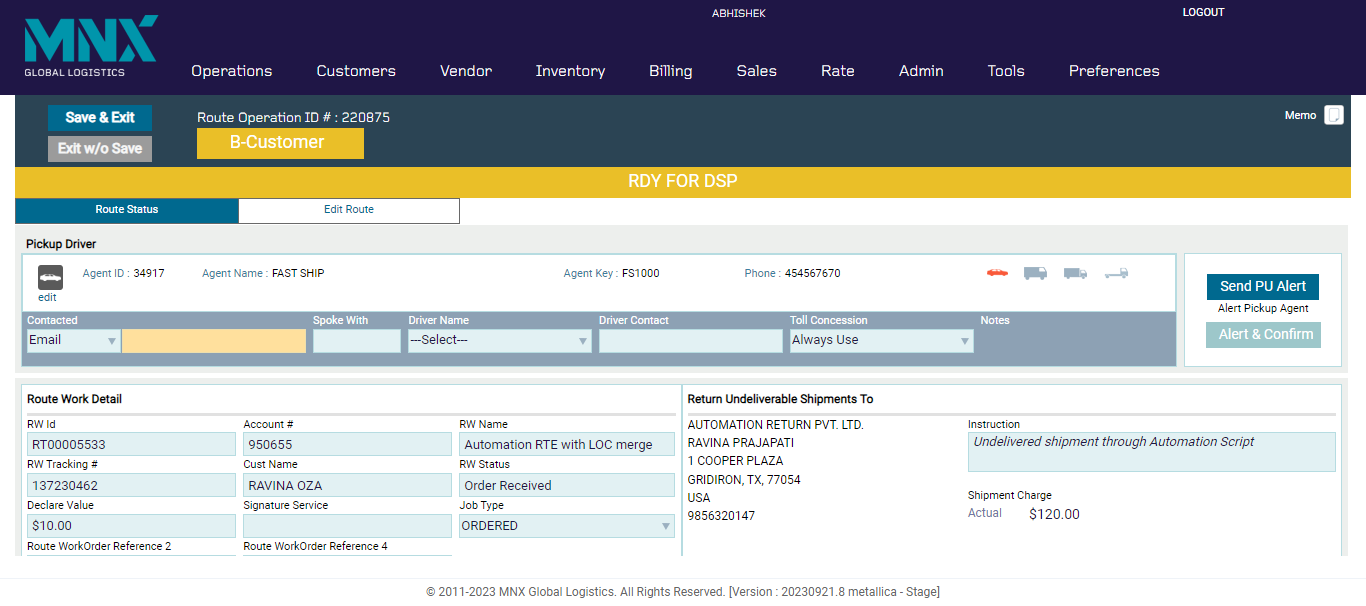 ABHISHEK
LOGOUT
MNX
GLOBAL LOGISTICS
Operations Customers Vendor Inventory Billing Sales Rate Admin Tools Preferences
Save & Exit
Route Operation ID # : 220875
Memo
Exit w/o Save
B-Customer
RDY FOR DSP
Route Status
Edit Route
Pickup Driver
Agent ID : 34917 Agent Name : FAST SHIP Agent Key : FS1000 Phone : 454567670
edit
Send PU Alert
Alert Pickup Agent
Alert & Confirm
Contacted Spoke With Driver Name Driver Contact Toll Concession Notes
Email ---Select--- Always Use
Route Work Detail
RW Id Account # RW Name
RT00005533 950655 Automation RTE with LOC merge
RW Tracking # Cust Name RW Status
137230462 RAVINA OZA Order Received
Declare Value Signature Service Job Type
$10.00 ORDERED
Route WorkOrder Reference 2 Route WorkOrder Reference 4
Return Undeliverable Shipments To
AUTOMATION RETURN PVT. LTD.
RAVINA PRAJAPATI
1 COOPER PLAZA
GRIDIRON, TX, 77054
USA
9856320147
Instruction
Undelivered shipment through Automation Script
Shipment Charge
Actual $120.00
© 2011-2023 MNX Global Logistics. All Rights Reserved. [Version : 20230921.8 metallica - Stage]